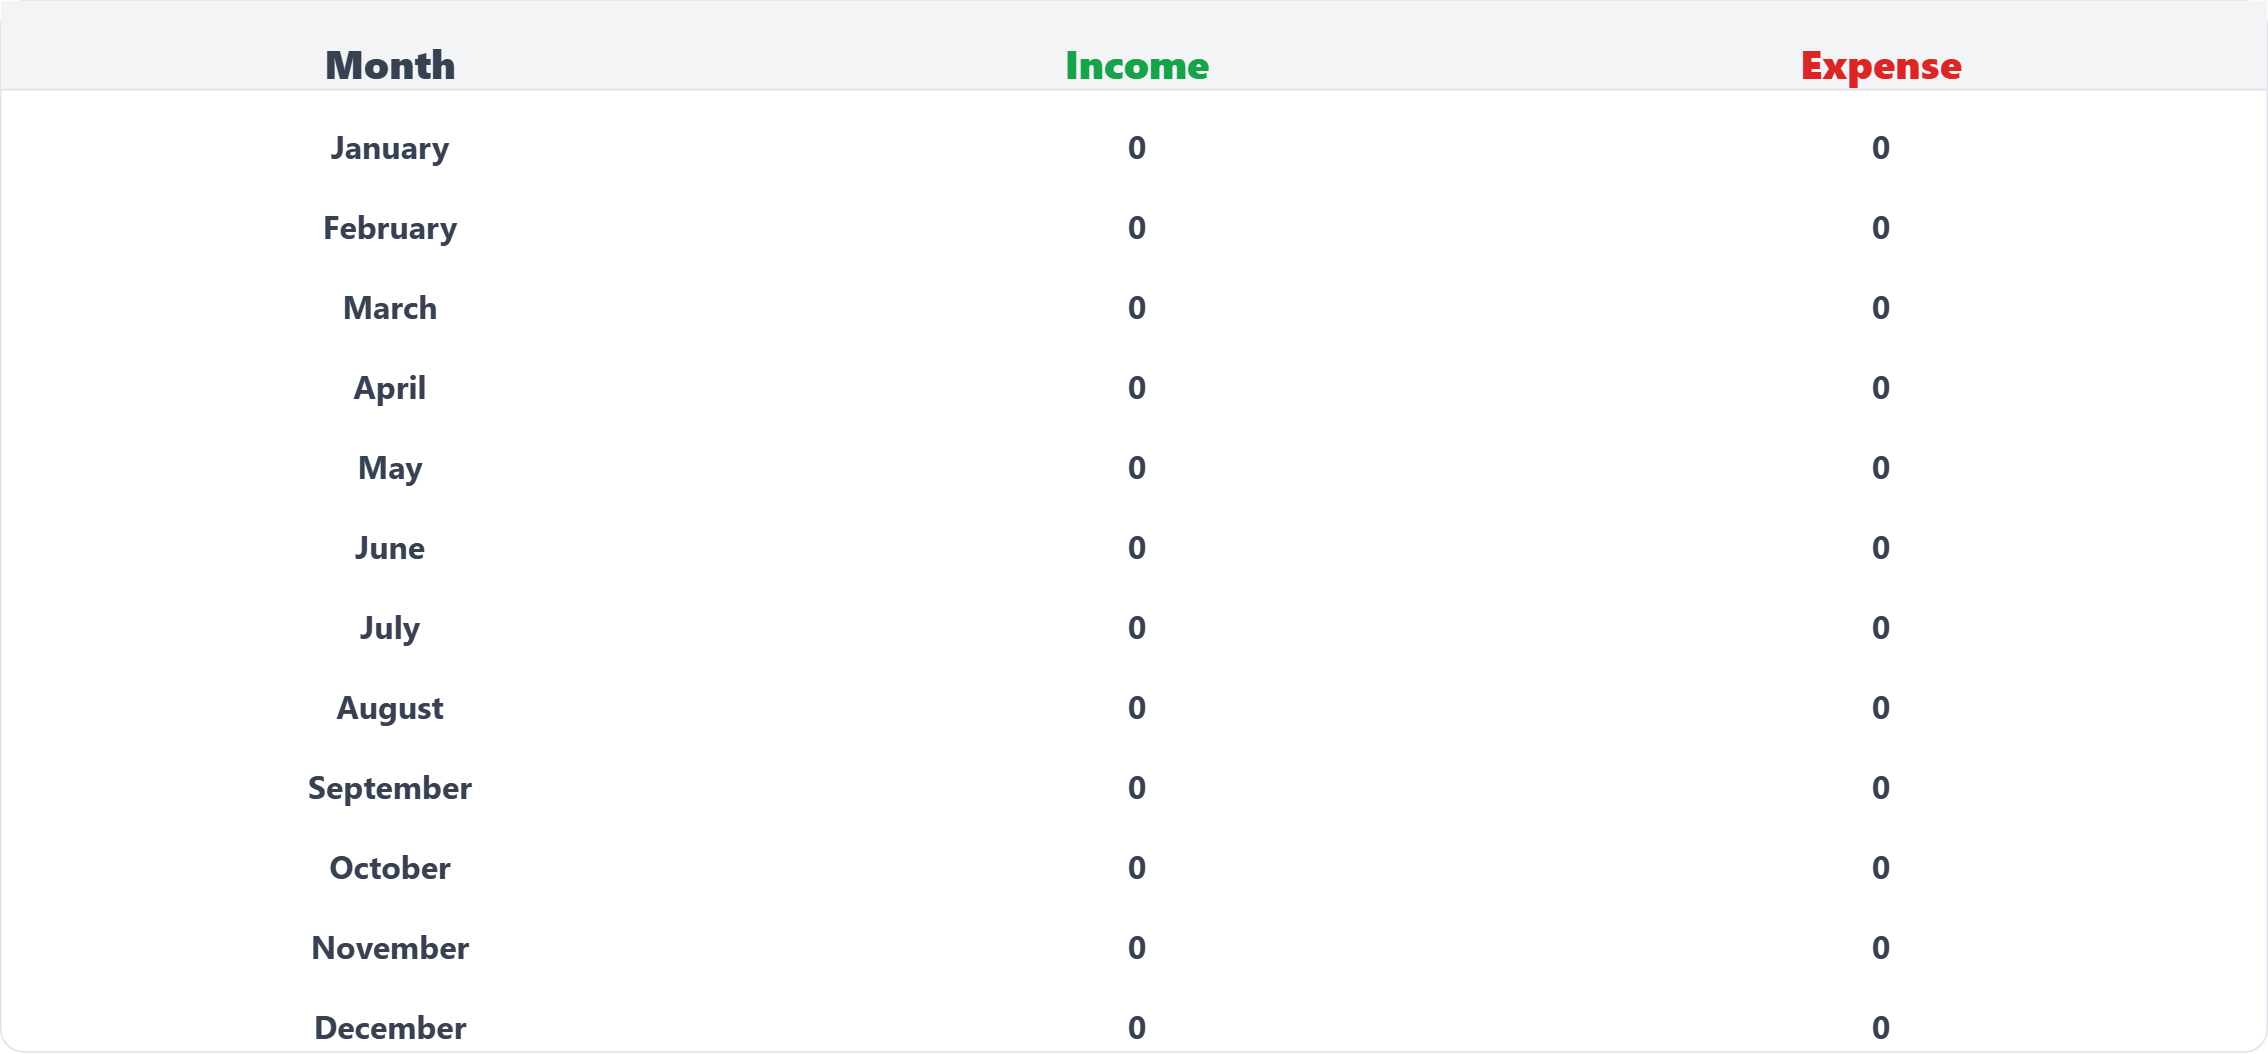 Month Income Expense
January 0 0
February 0 0
March 0 0
April 0 0
May 0 0
June 0 0
July 0 0
August 0 0
September 0 0
October 0 0
November 0 0
December 0 0